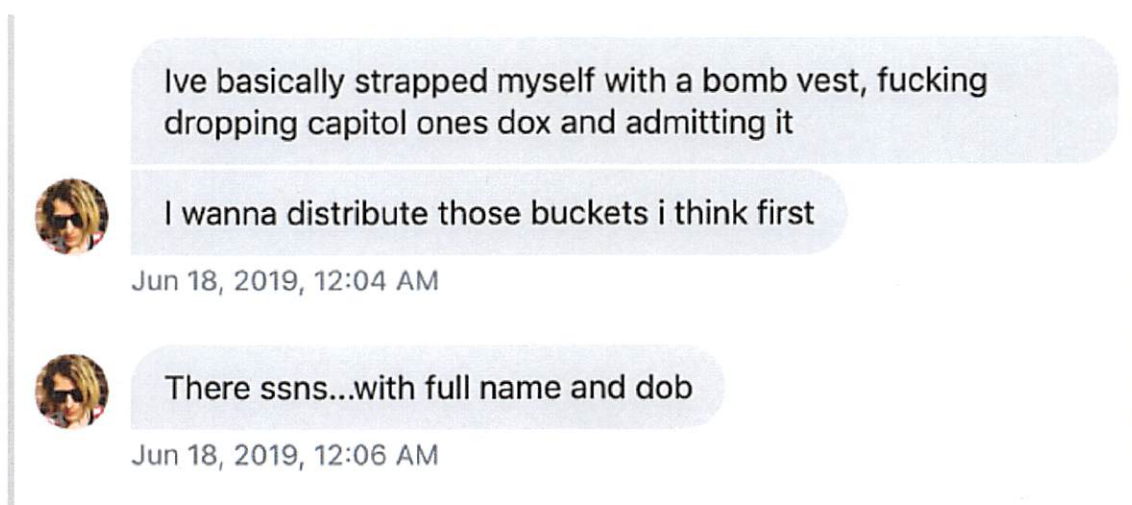 Ive basically strapped myself with a bomb vest, fucking
dropping capitol ones dox and admitting it
I wanna distribute those buckets i think first
Jun 18, 2019, 12:04 AM
There ssns...with full name and dob
Jun 18, 2019, 12:06 AM